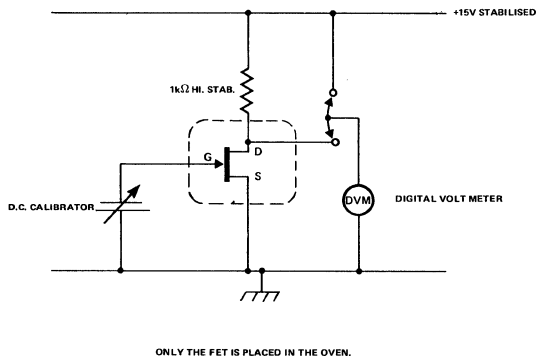 +15V STABILISED
1kΩ HI. STAB.
D
G
S
D.C. CALIBRATOR
DVM
DIGITAL VOLT METER
ONLY THE FET IS PLACED IN THE OVEN.